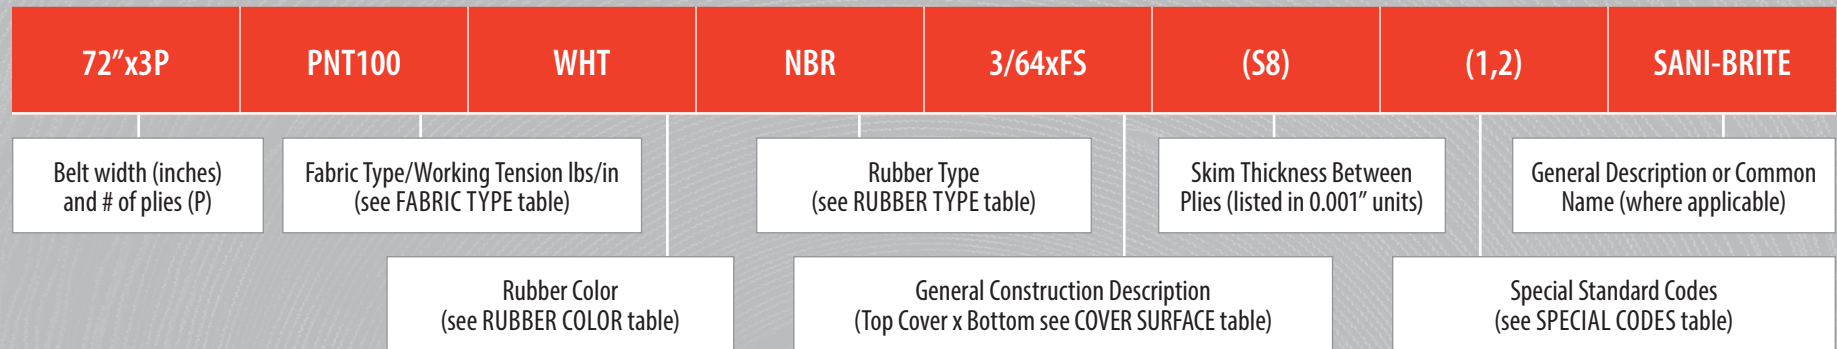 72”x3P PNT100 WHT NBR 3/64xFS (S8) (1,2) SANI-BRITE
Belt width (inches)
and # of plies (P)
Fabric Type/Working Tension lbs/in
(see FABRIC TYPE table)
Rubber Type
(see RUBBER TYPE table)
Skim Thickness Between
Plies (listed in 0.001” units)
General Description or Common
Name (where applicable)
Rubber Color
(see RUBBER COLOR table)
General Construction Description
(Top Cover x Bottom see COVER SURFACE table)
Special Standard Codes
(see SPECIAL CODES table)